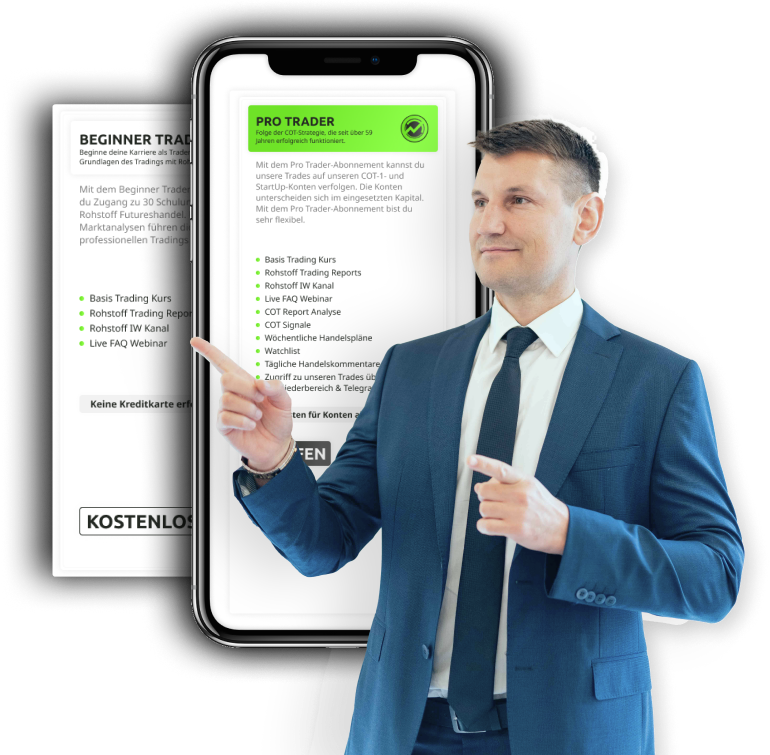 BEGINNER TRAD
Beginne deine Karriere als Trade
Grundlagen des Tradings mit Roh
Mit dem Beginner Trader
du Zugang zu 30 Schulu
Rohstoff Futureshandel.
Marktanalysen führen di
professionellen Tradings
Basis Trading Kurs
Rohstoff Trading Repor
Rohstoff IW Kanal
Live FAQ Webinar
Keine Kreditkarte erfo
KOSTENLOS
PRO TRADER
Folge der COT-Strategie, die seit über 59
Jahren erfolgreich funktioniert.
Mit dem Pro Trader-Abonnement kannst du
unsere Trades auf unseren COT-1- und
StartUp-Konten verfolgen. Die Konten
unterscheiden sich im eingesetzten Kapital.
Mit dem Pro Trader-Abonnement bist du
sehr flexibel.
Basis Trading Kurs
Rohstoff Trading Reports
Rohstoff IW Kanal
Live FAQ Webinar
COT Report Analyse
COT Signale
Wöchentliche Handelspläne
Watchlist
Tägliche Handelskommentare
Zugriff zu unseren Trades üb
iederbereich & Telegra
ten für Konten a
FEN